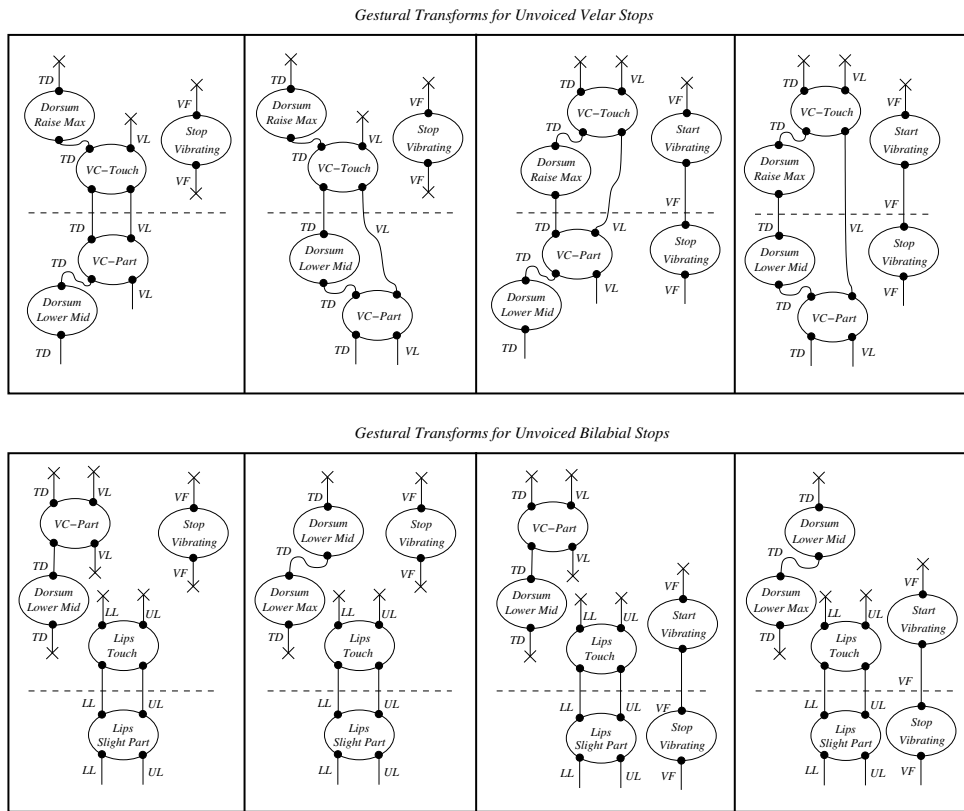 Gestural Transforms for Unvoiced Velar Stops
TD
Dorsum
Raise Max
TD
VL
VC-Touch
VF
Stop
Vibrating
VF
TD
VL
VC-Part
TD
VL
Dorsum
Lower Mid
TD
TD
Dorsum
Raise Max
TD
VL
VC-Touch
VF
Stop
Vibrating
VF
TD
VL
Dorsum
Lower Mid
TD
VC-Part
TD
VL
TD
VL
VC-Touch
TD
Dorsum
Raise Max
VF
Start
Vibrating
VF
TD
VL
VC-Part
TD
VL
Dorsum
Lower Mid
TD
Stop
Vibrating
VF
TD
VL
VC-Touch
TD
Dorsum
Raise Max
VF
Start
Vibrating
VF
TD
VL
Dorsum
Lower Mid
TD
VC-Part
TD
VL
Stop
Vibrating
VF
Gestural Transforms for Unvoiced Bilabial Stops
TD
VL
VC-Part
TD
VL
Dorsum
Lower Mid
TD
VF
Stop
Vibrating
VF
LL
UL
Lips
Touch
LL
UL
Lips
Slight Part
LL
UL
TD
Dorsum
Lower Mid
TD
Dorsum
Lower Max
TD
VF
Stop
Vibrating
VF
LL
UL
Lips
Touch
LL
UL
Lips
Slight Part
LL
UL
TD
VL
VC-Part
TD
VL
Dorsum
Lower Mid
TD
LL
UL
Lips
Touch
VF
Start
Vibrating
LL
UL
VF
Lips
Slight Part
Stop
Vibrating
LL
UL
VF
TD
Dorsum
Lower Mid
TD
Dorsum
Lower Max
TD
LL
UL
Lips
Touch
VF
Start
Vibrating
VF
LL
UL
Lips
Slight Part
Stop
Vibrating
LL
UL
VF